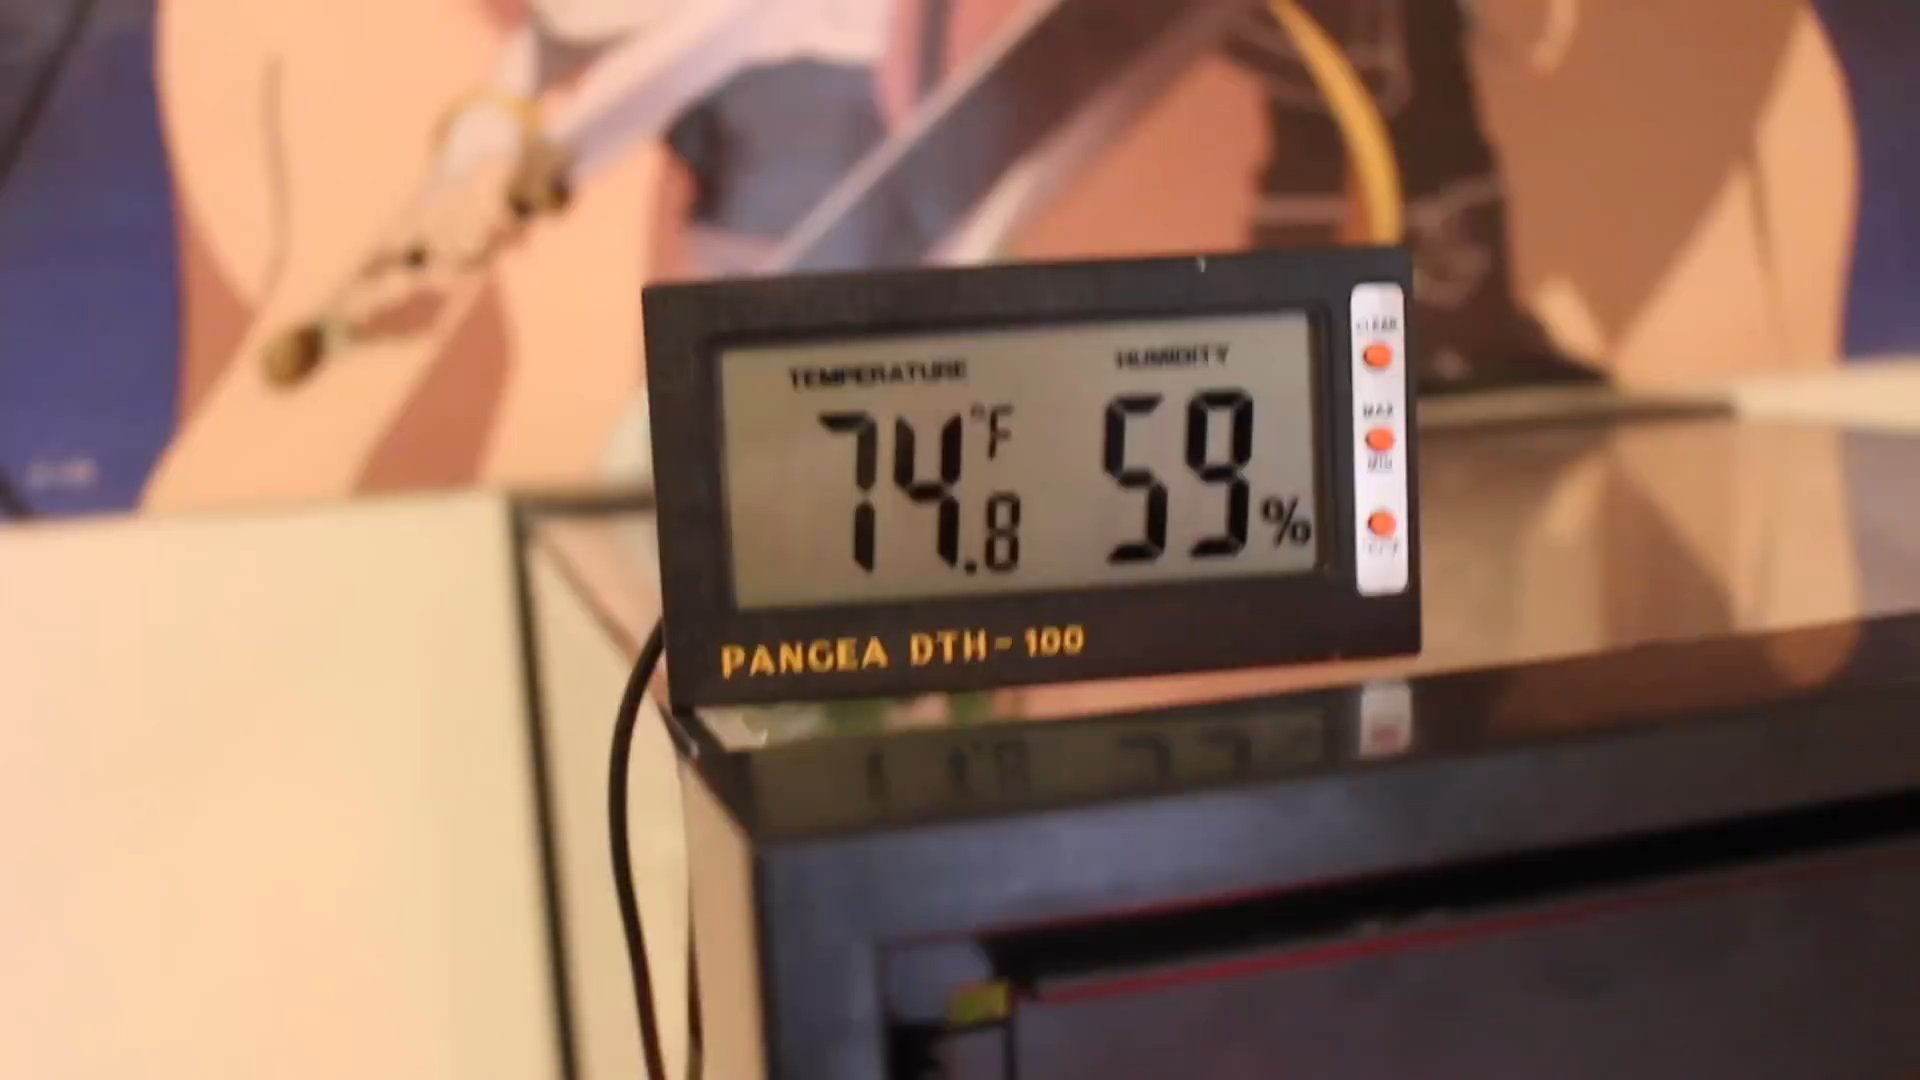 TEMPERATURE HUMIDITY
74.8°F 59%
CLEAR
MAX
MIN
PANGEA DTH-100